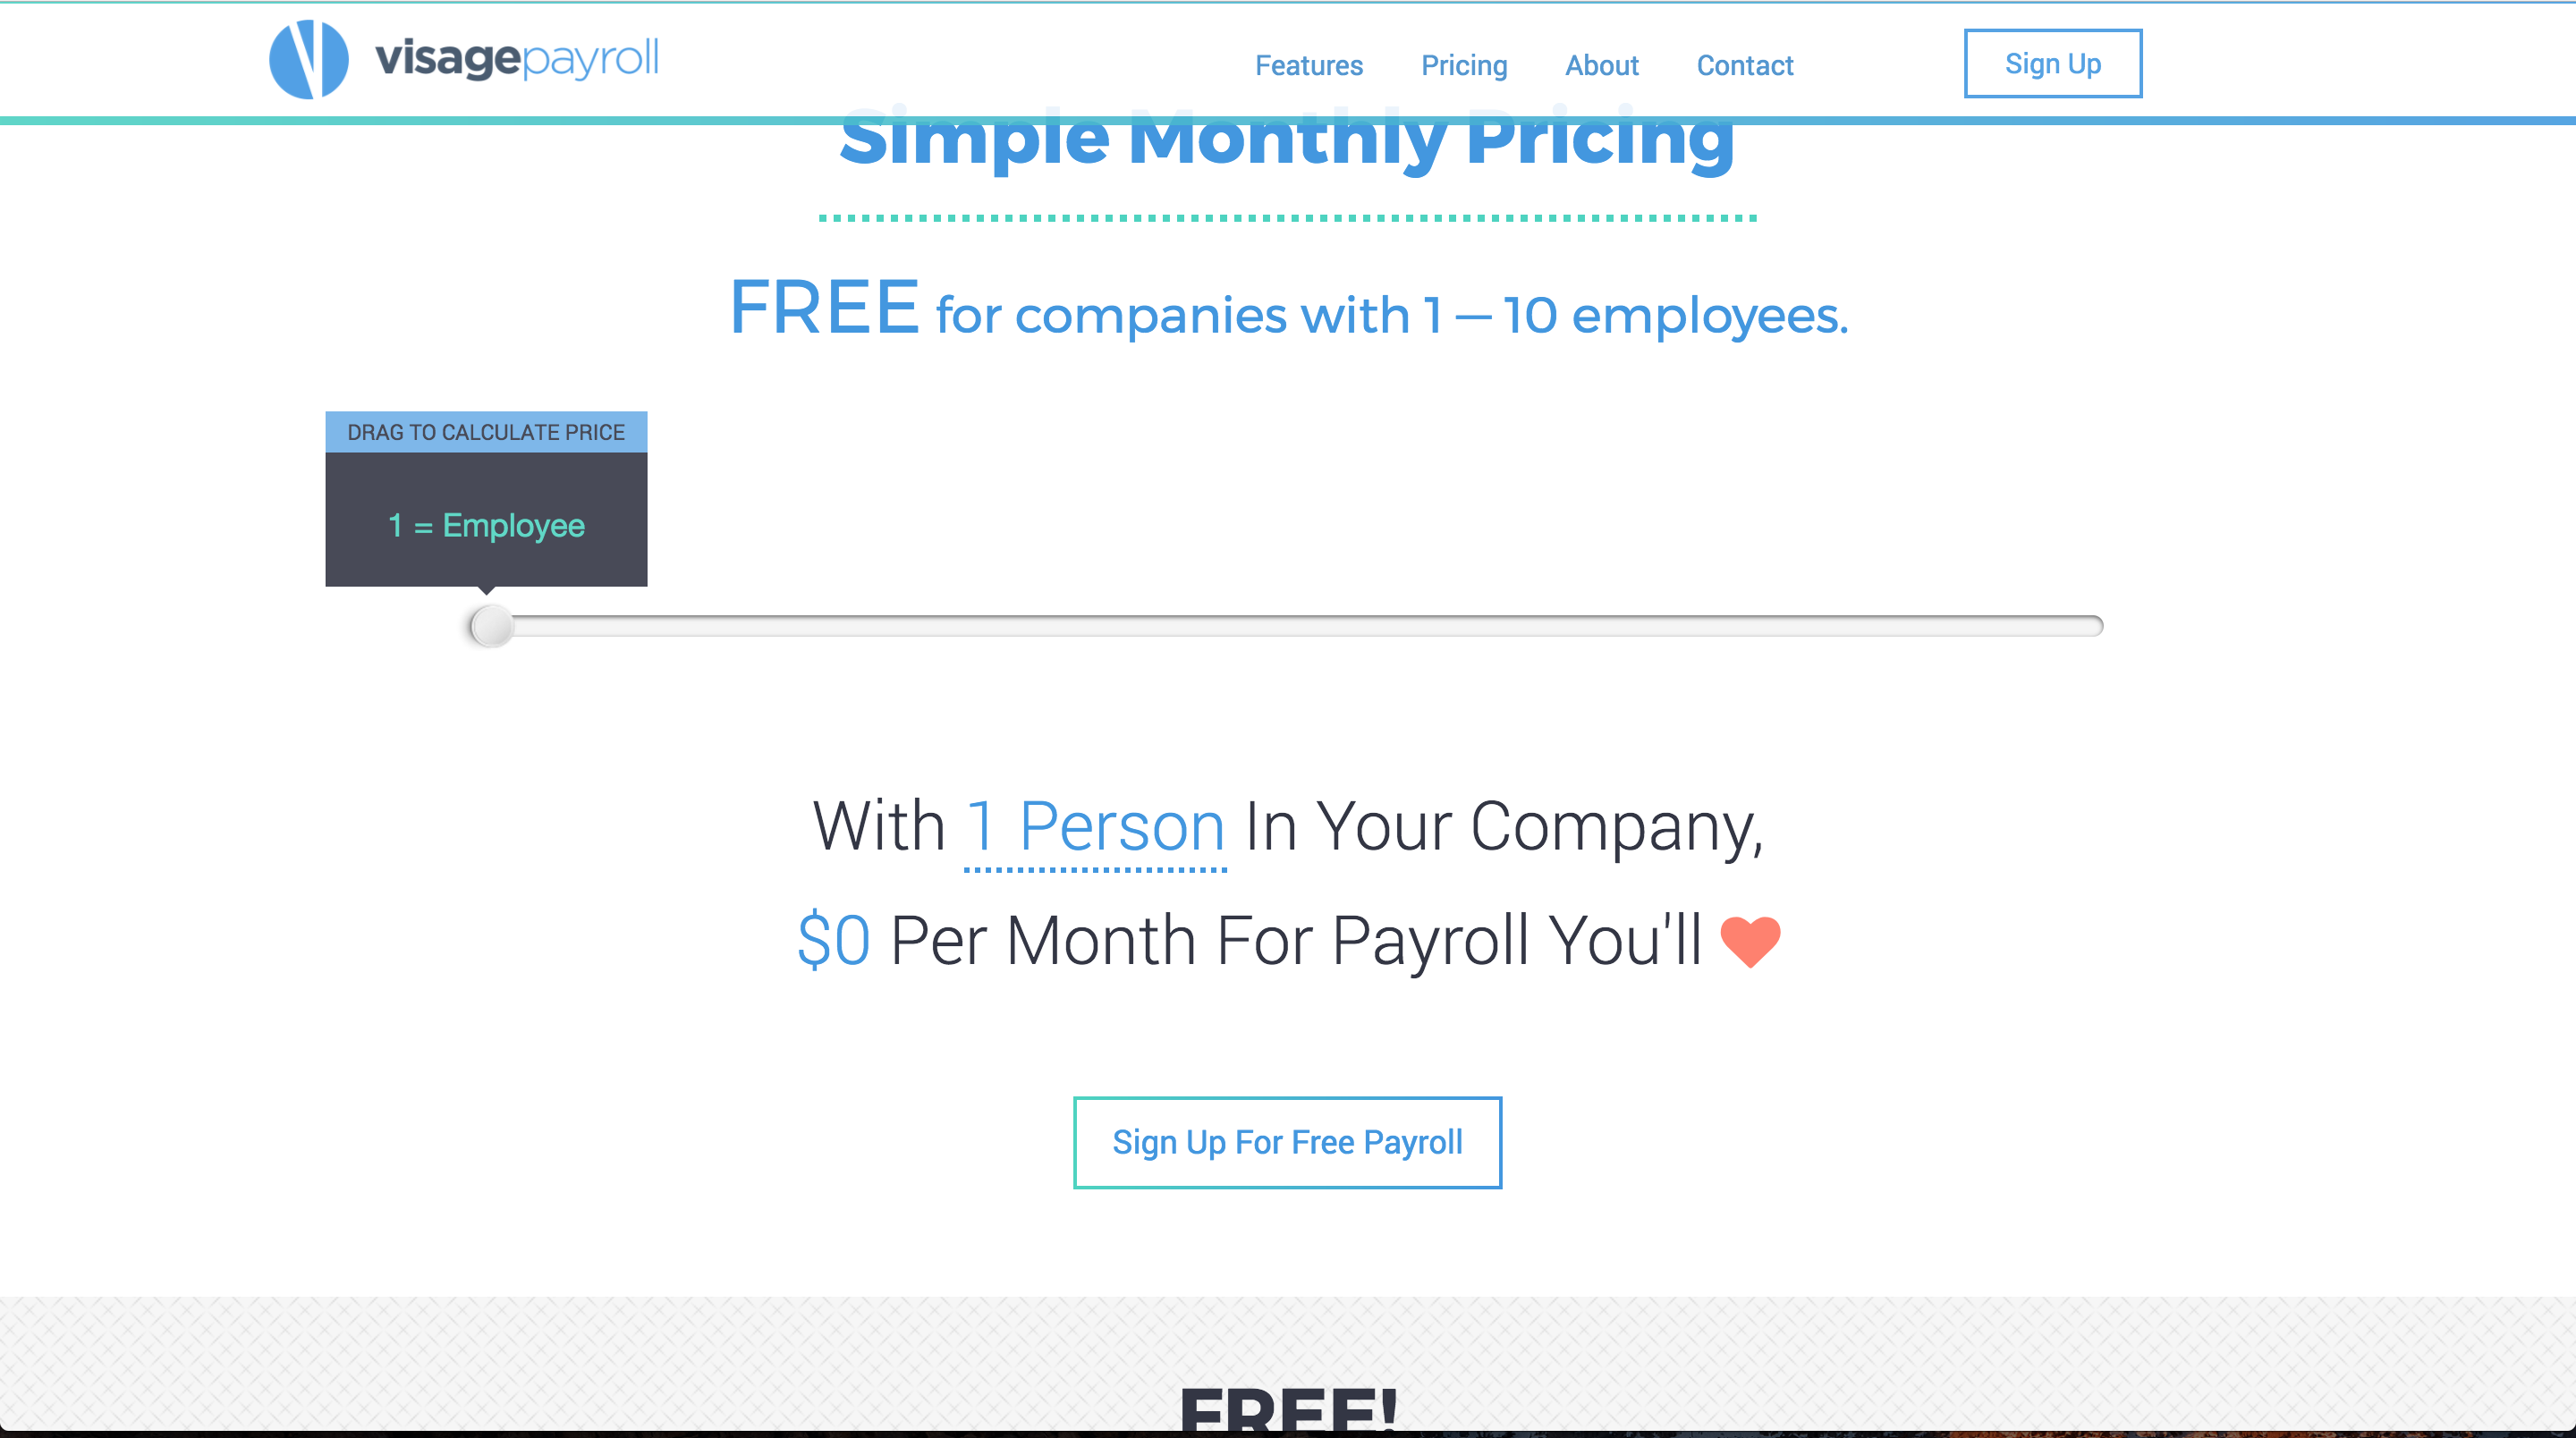 visagepayroll
Features Pricing About Contact Sign Up
Simple Monthly Pricing
FREE for companies with 1 — 10 employees.
DRAG TO CALCULATE PRICE
1 = Employee
With 1 Person In Your Company,
$0 Per Month For Payroll You'll
Sign Up For Free Payroll
FREE!